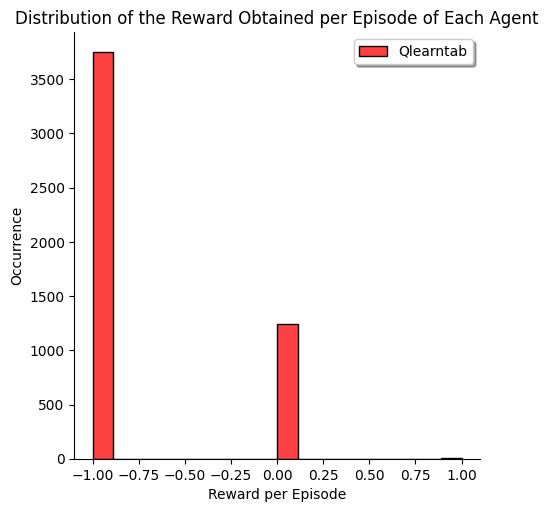 Distribution of the Reward Obtained per Episode of Each Agent
Qlearntab
3500
3000
2500
2000
1500
1000
500
0
Occurrence
−1.00 −0.75 −0.50 −0.25 0.00 0.25 0.50 0.75 1.00
Reward per Episode